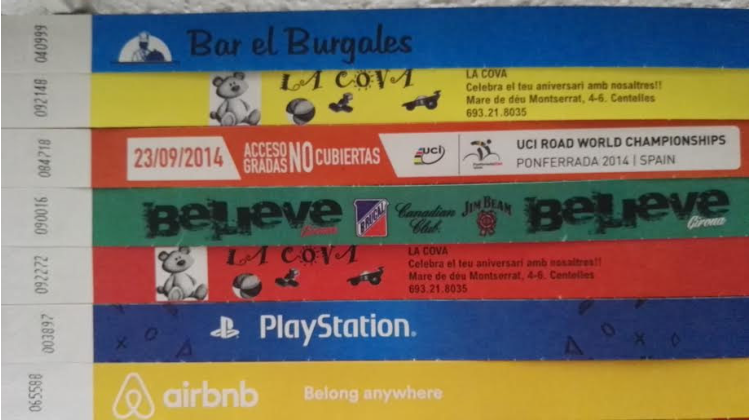 040999
Bar el Burgales
092148
LA COVA
LA COVA
Celebra el teu aniversari amb nosaltres!!
Mare de déu Montserrat, 4-6. Centelles
693.21.8035
084718
23/09/2014
ACCESO
GRADAS
NO
CUBIERTAS
uci
UCI ROAD WORLD CHAMPIONSHIPS
PONFERRADA 2014 | SPAIN
090016
Believe
Girona
BRUGAL
Canadian
Club.
JIM BEAM
Believe
Girona
092272
LA COVA
LA COVA
Celebra el teu aniversari amb nosaltres!!
Mare de déu Montserrat, 4-6. Centelles
693.21.8035
003897
PlayStation.
065588
airbnb
Belong anywhere